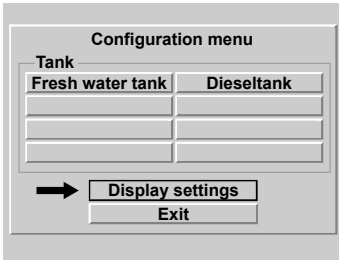 Configuration menu
Tank
Fresh water tank Dieseltank
Display settings
Exit